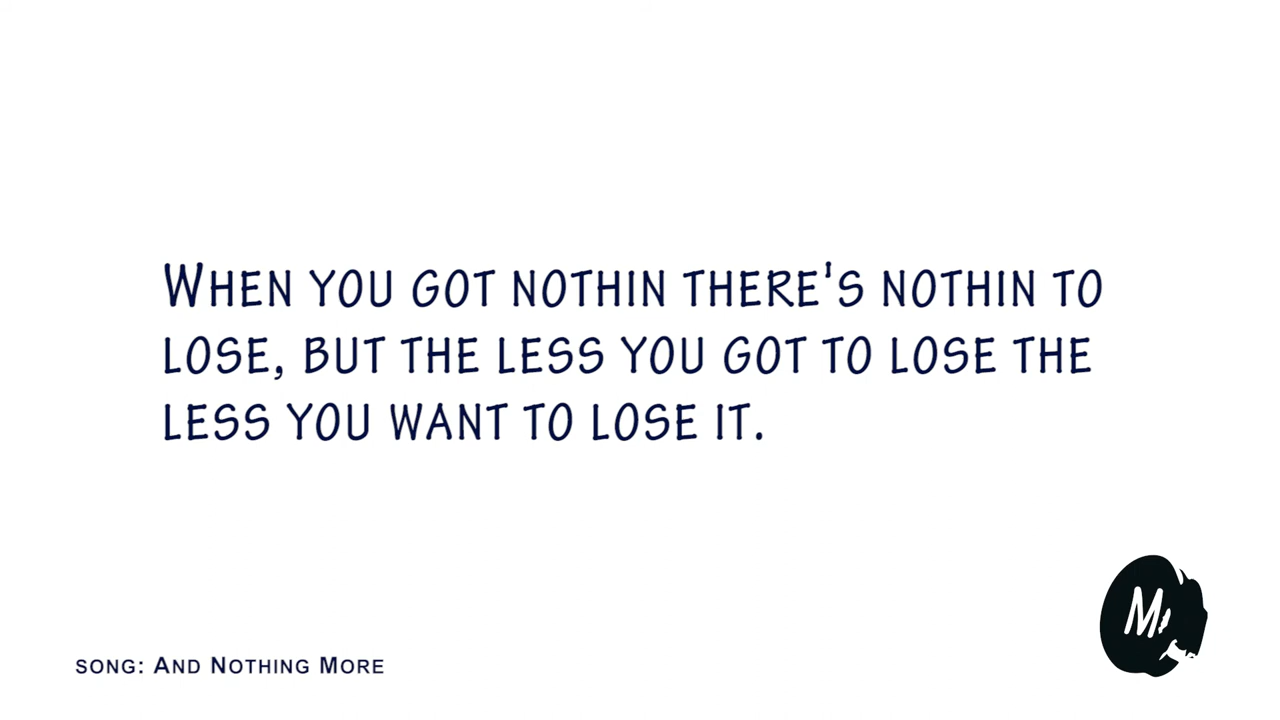 When you got nothin there's nothin to
lose, but the less you got to lose the
less you want to lose it.
M
song: And Nothing More